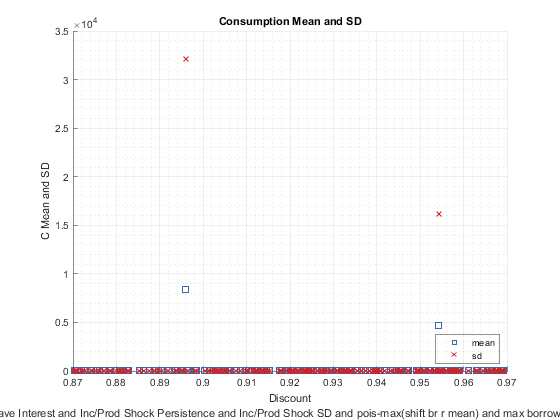 Consumption Mean and SD
×10^4
3.5
3
2.5
2
1.5
1
0.5
0
C Mean and SD
mean
sd
0.87 0.88 0.89 0.9 0.91 0.92 0.93 0.94 0.95 0.96 0.97
Discount
ave Interest and Inc/Prod Shock Persistence and Inc/Prod Shock SD and pois-max(shift br r mean) and max borrow